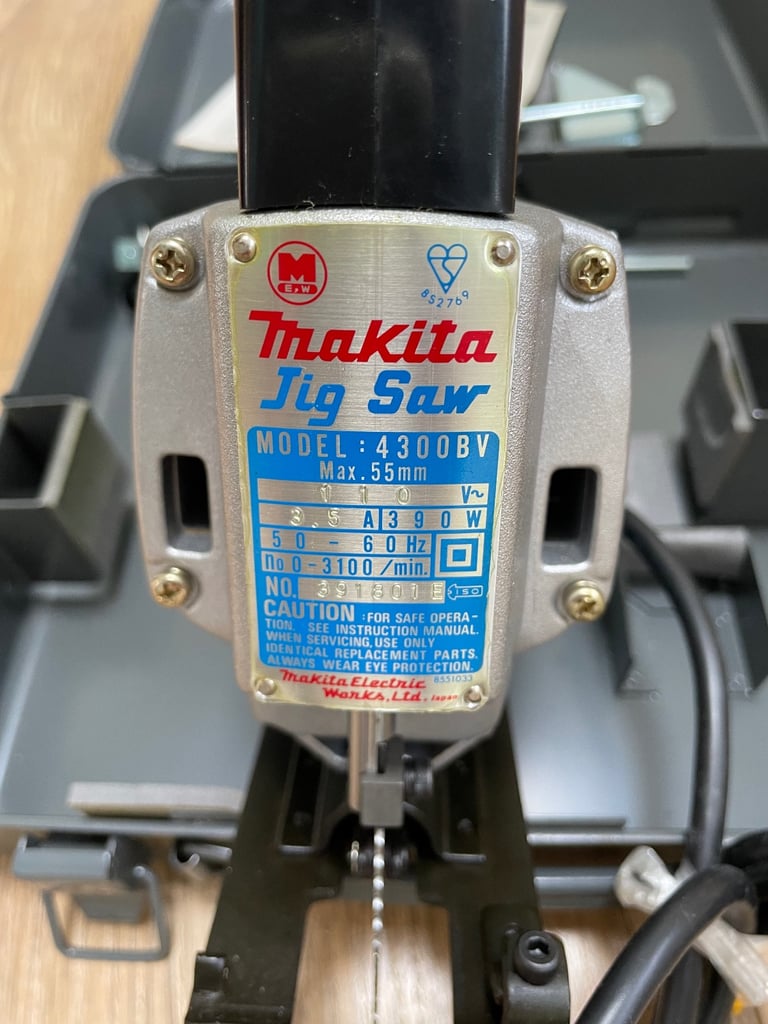 M
E,W
BS2769
makita
Jig Saw
MODEL:4300BV
Max.55mm
110 V~
3.5 A 390 W
50-60 Hz
no 0-3100/min.
NO. 391801E ISO
CAUTION :FOR SAFE OPERA-
TION. SEE INSTRUCTION MANUAL.
WHEN SERVICING, USE ONLY
IDENTICAL REPLACEMENT PARTS.
ALWAYS WEAR EYE PROTECTION.
Makita Electric 8551033
Works, Ltd. Japan